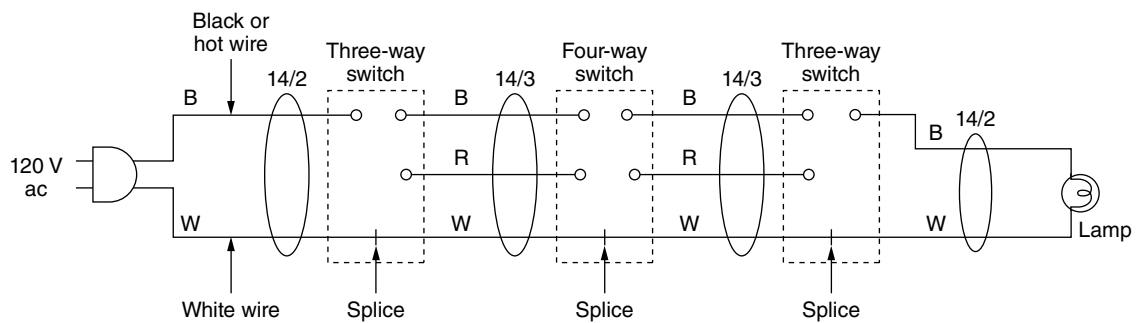 Black or
hot wire
Three-way
switch
Four-way
switch
Three-way
switch
14/2
14/3
14/3
14/2
B
B
B
B
120 V
ac
R
R
W
W
W
W
Lamp
White wire
Splice
Splice
Splice